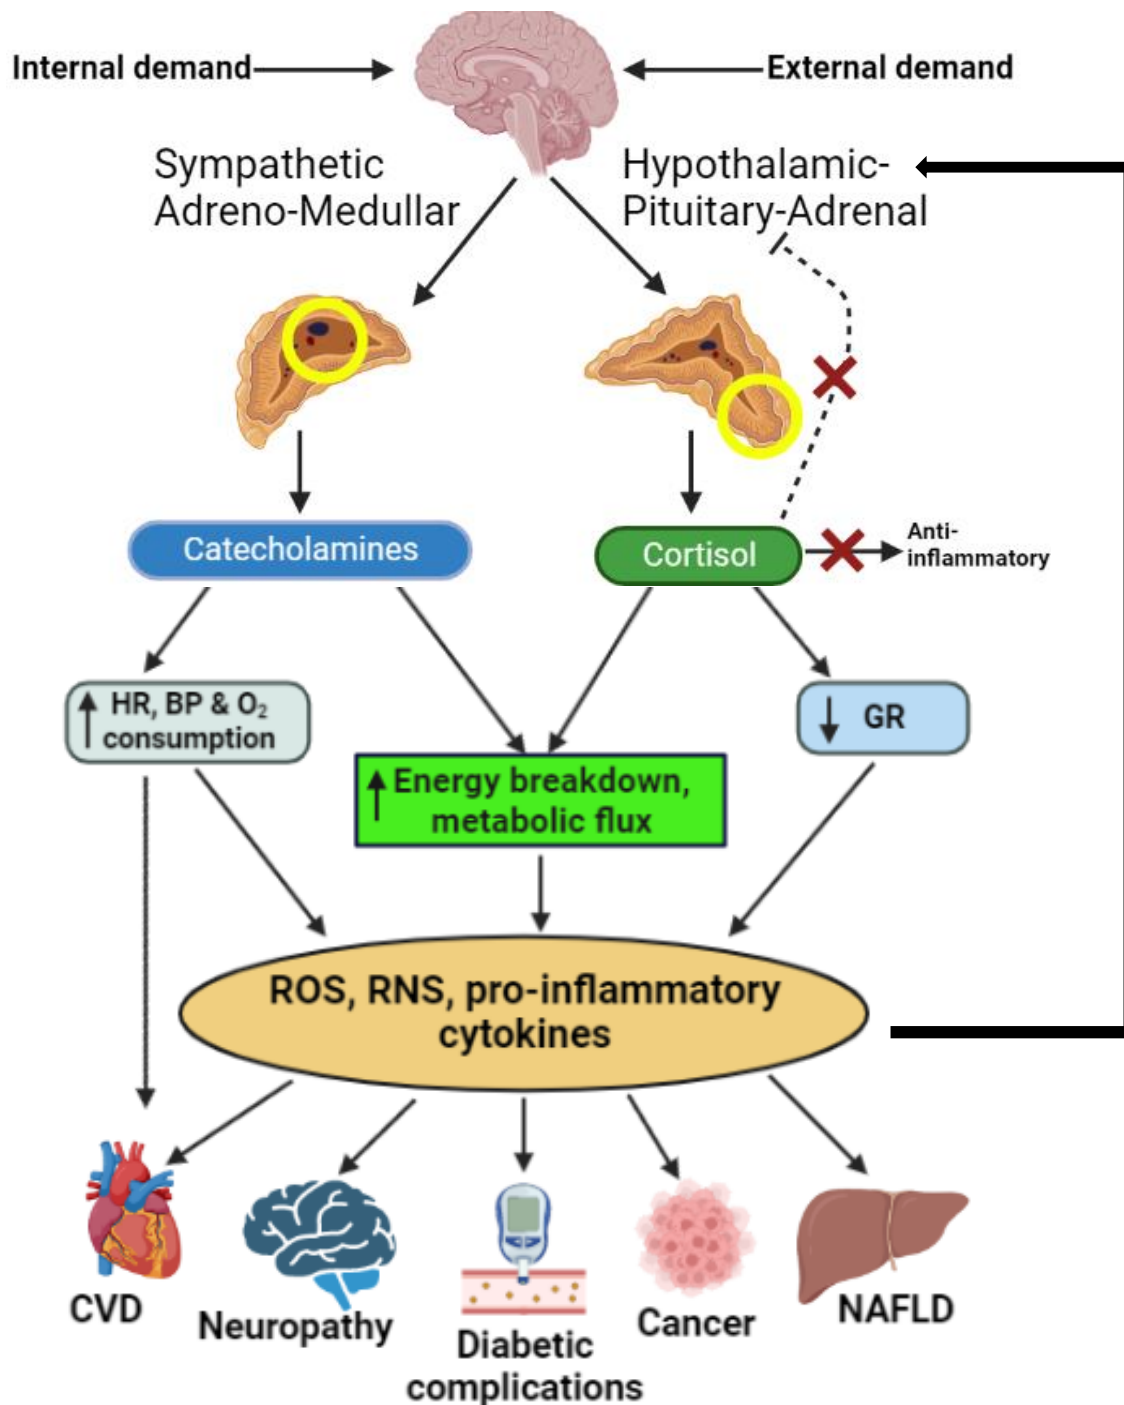 Internal demand
External demand
Sympathetic
Adreno-Medullar
Hypothalamic-
Pituitary-Adrenal
Catecholamines
Cortisol
Anti-
inflammatory
HR, BP & O₂
consumption
GR
Energy breakdown,
metabolic flux
ROS, RNS, pro-inflammatory
cytokines
CVD
Neuropathy
Diabetic
complications
Cancer
NAFLD